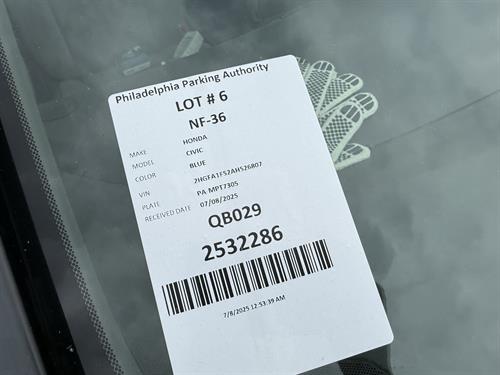 Philadelphia Parking Authority
LOT # 6
NF-36
MAKE HONDA
MODEL CIVIC
COLOR BLUE
VIN 2HGFA1F52AH526807
PLATE PA MPT7305
RECEIVED DATE 07/08/2025
QB029
2532286
7/8/2025 12:53:39 AM